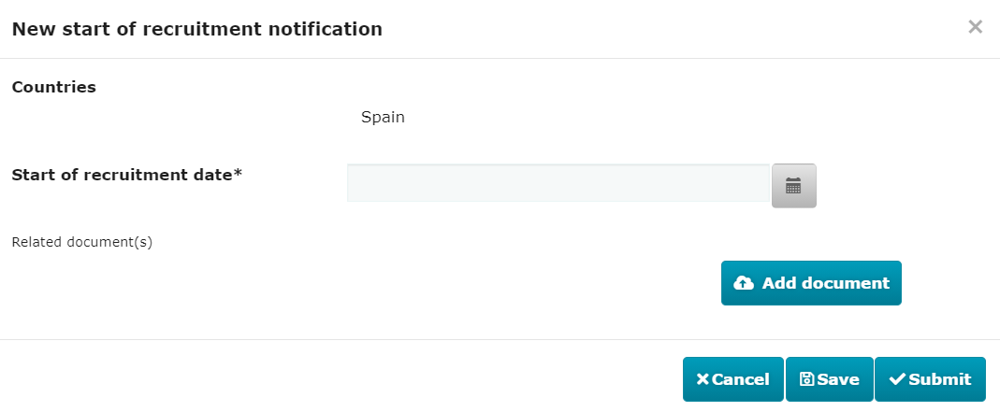 New start of recruitment notification
Countries
Spain
Start of recruitment date*
Related document(s)
Add document
Cancel Save Submit